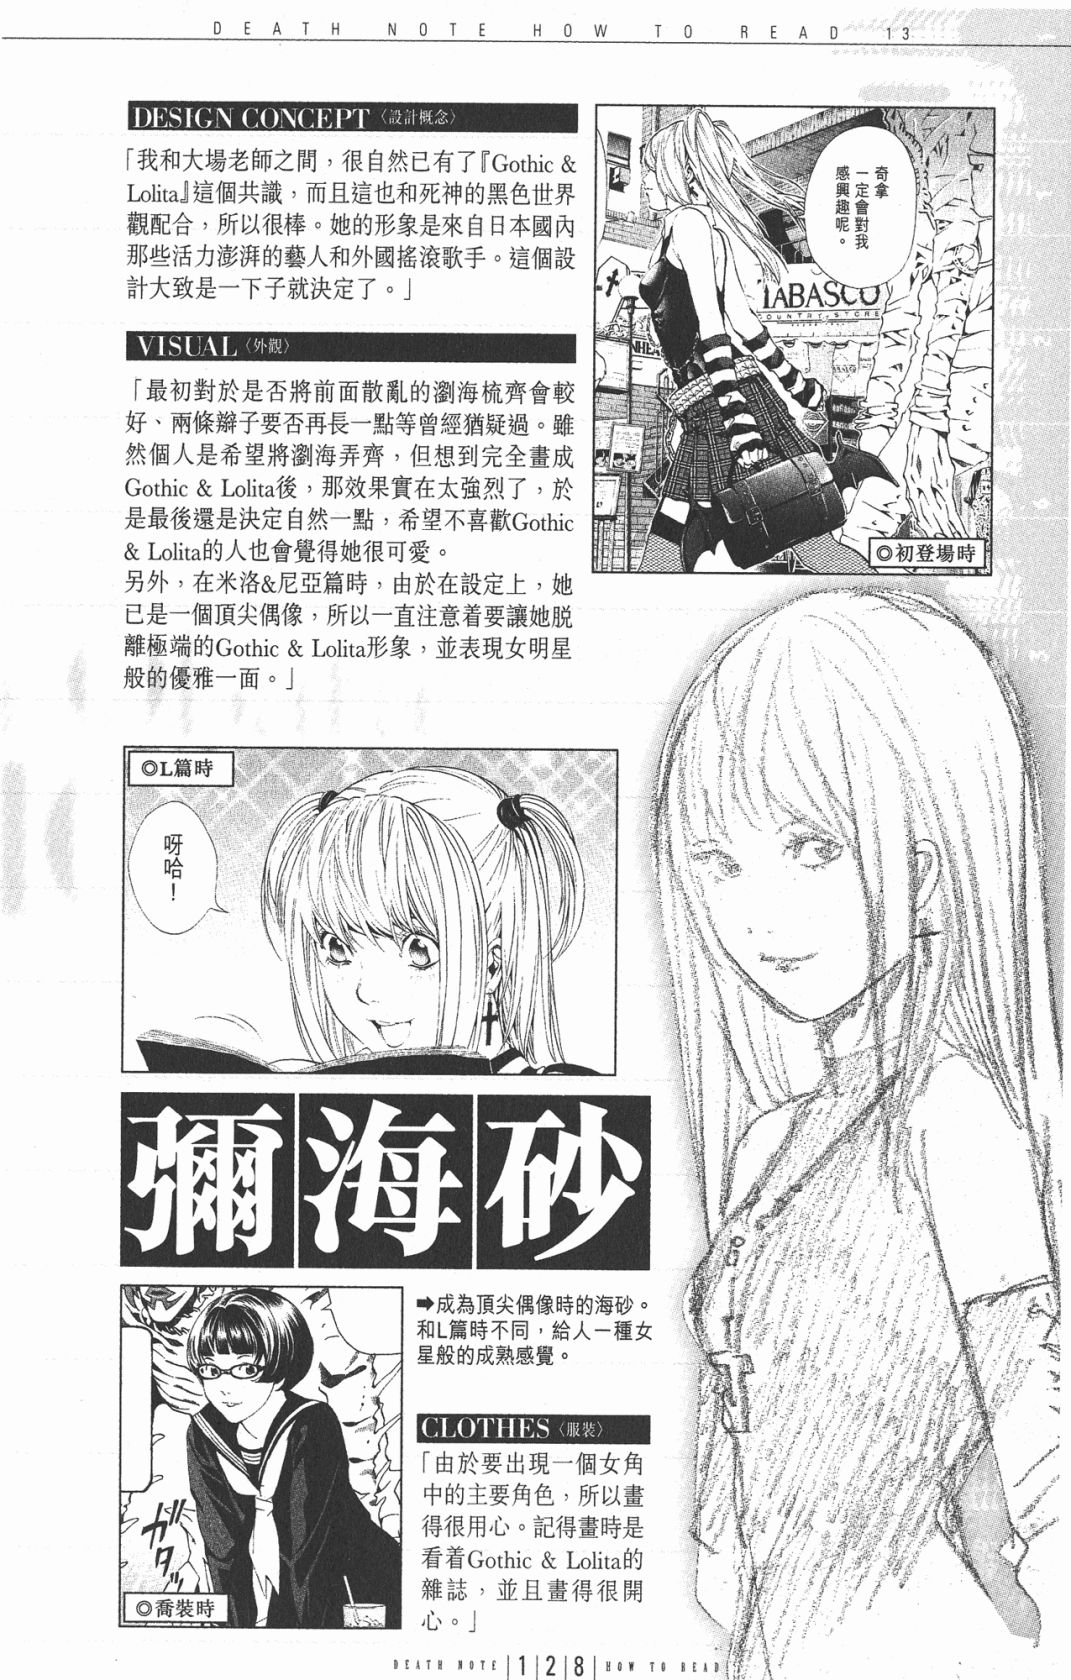 DEATH NOTE HOW TO READ 13
DESIGN CONCEPT〈設計概念〉
「我和大場老師之間，很自然已有了『Gothic &
Lolita』這個共識，而且這也和死神的黑色世界
觀配合，所以很棒。她的形象是來自日本國內
那些活力澎湃的藝人和外國搖滾歌手。這個設
計大致是一下子就決定了。」
奇拿
一定會對我
感興趣呢。
TABASCO
COUNTRY STORE
◎初登場時
VISUAL〈外觀〉
「最初對於是否將前面散亂的瀏海梳齊會較
好、兩條辮子要否再長一點等曾經猶疑過。雖
然個人是希望將瀏海弄齊，但想到完全畫成
Gothic & Lolita後，那效果實在太強烈了，於
是最後還是決定自然一點，希望不喜歡Gothic
& Lolita的人也會覺得她很可愛。
另外，在米洛&尼亞篇時，由於在設定上，她
已是一個頂尖偶像，所以一直注意着要讓她脱
離極端的Gothic & Lolita形象，並表現女明星
般的優雅一面。」
◎L篇時
呀哈！
彌海砂
➡成為頂尖偶像時的海砂。
和L篇時不同，給人一種女
星般的成熟感覺。
ガタ
◎喬裝時
CLOTHES〈服裝〉
「由於要出現一個女角
中的主要角色，所以畫
得很用心。記得畫時是
看着Gothic & Lolita的
雜誌，並且畫得很開
心。」
DEATH NOTE |1|2|8| HOW TO READ